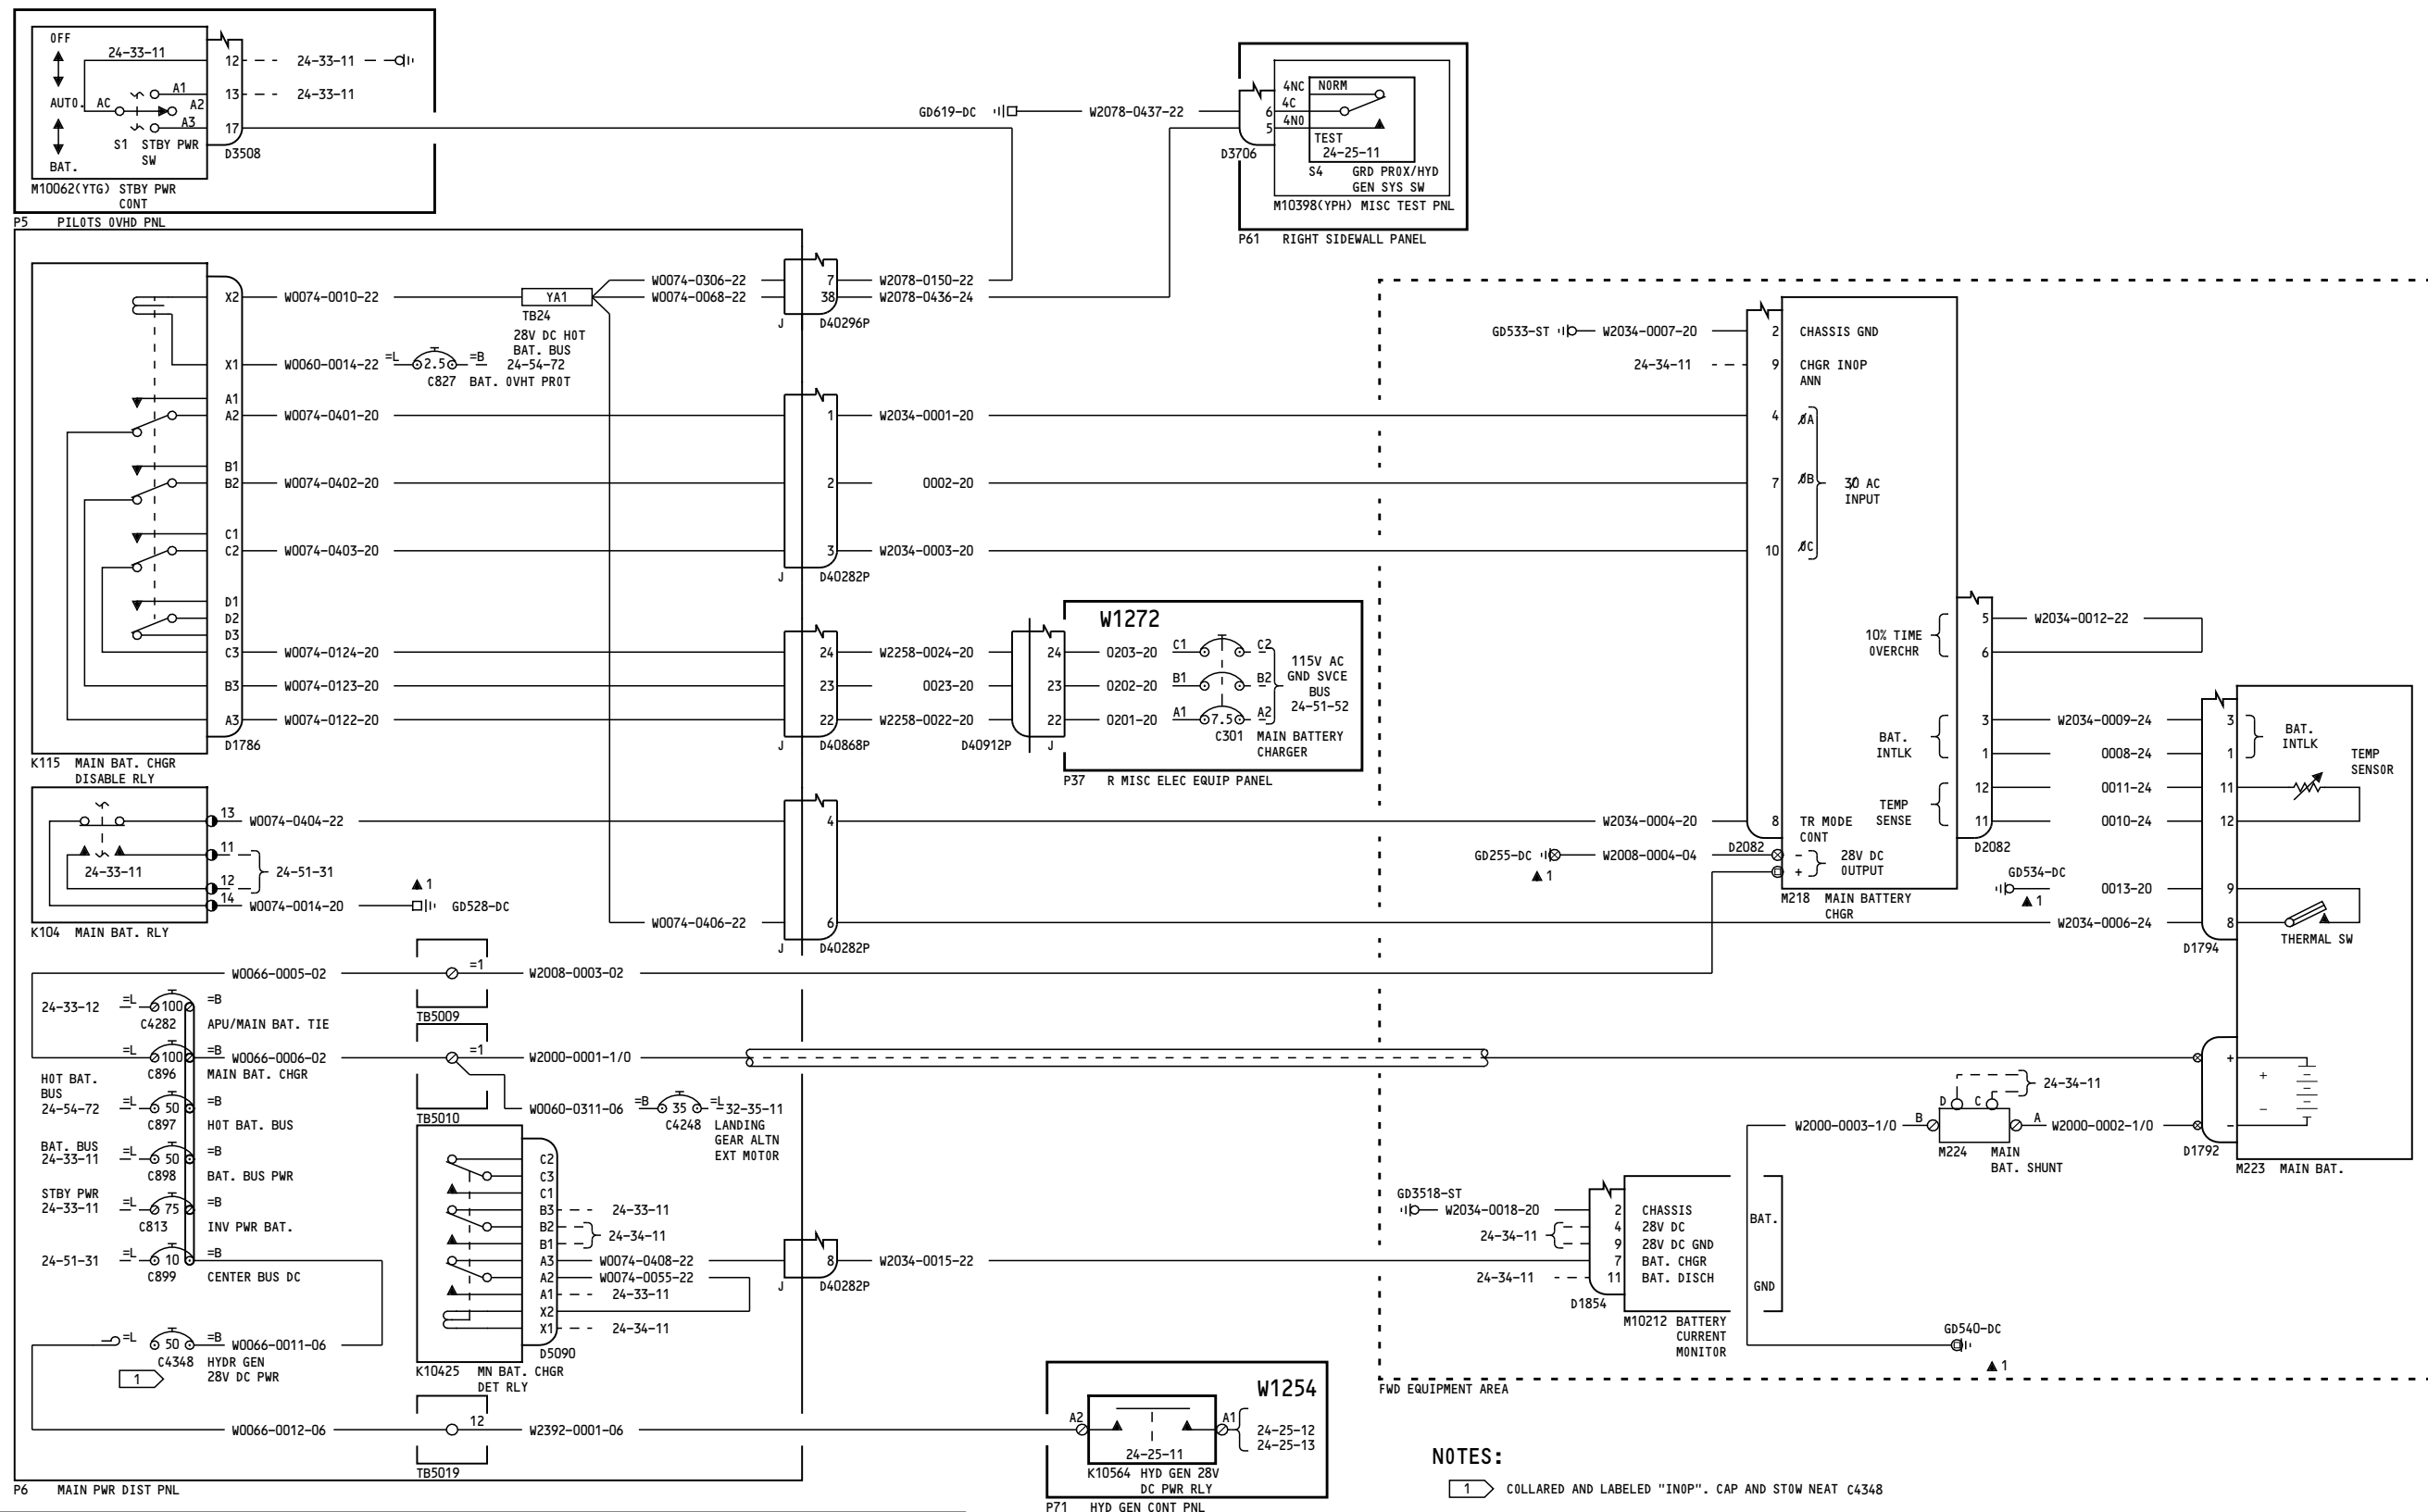 OFF
24-33-11
12
24-33-11
A1
13
24-33-11
AUTO.
AC
A2
A3
17
S1 STBY PWR
SW
BAT.
D3508
M10062(YTG) STBY PWR
CONT
P5 PILOTS OVHD PNL
GD619-DC
W2078-0437-22
4NC
NORM
4C
6
4NO
5
TEST
24-25-11
D3706
S4 GRD PROX/HYD
GEN SYS SW
M10398(YPH) MISC TEST PNL
P61 RIGHT SIDEWALL PANEL
X2
W0074-0010-22
YA1
TB24
28V DC HOT
BAT. BUS
24-54-72
W0074-0306-22
7
W2078-0150-22
W0074-0068-22
38
W2078-0436-24
J
D40296P
X1
W0060-0014-22
=L
2.5
=B
C827 BAT. OVHT PROT
A1
A2
W0074-0401-20
1
W2034-0001-20
B1
B2
W0074-0402-20
2
0002-20
C1
C2
W0074-0403-20
3
W2034-0003-20
J
D40282P
D1
D2
D3
C3
W0074-0124-20
24
W2258-0024-20
24
0203-20
C1
C2
B3
W0074-0123-20
23
0023-20
23
0202-20
B1
B2
A3
W0074-0122-20
22
W2258-0022-20
22
0201-20
A1
7.5
A2
D1786
J
D40868P
D40912P
J
W1272
115V AC
GND SVCE
BUS
24-51-52
C301 MAIN BATTERY
CHARGER
P37 R MISC ELEC EQUIP PANEL
K115 MAIN BAT. CHGR
DISABLE RLY
GD533-ST
W2034-0007-20
2
CHASSIS GND
24-34-11
9
CHGR INOP
ANN
4
ØA
7
ØB
3Ø AC
INPUT
10
ØC
10% TIME
OVERCHR
5
W2034-0012-22
6
BAT.
INTLK
3
W2034-0009-24
3
1
0008-24
1
BAT.
INTLK
TEMP
SENSE
12
0011-24
11
11
0010-24
12
TEMP
SENSOR
D2082
8
TR MODE
CONT
W2034-0004-20
D2082
GD255-DC
W2008-0004-04
1
-
+
28V DC
OUTPUT
M218 MAIN BATTERY
CHGR
GD534-DC
1
0013-20
9
W2034-0006-24
8
THERMAL SW
D1794
13
W0074-0404-22
4
24-33-11
11
12
24-51-31
14
W0074-0014-20
1
GD528-DC
K104 MAIN BAT. RLY
W0074-0406-22
6
J
D40282P
W0066-0005-02
=1
W2008-0003-02
TB5009
24-33-12
=L
100
=B
C4282
APU/MAIN BAT. TIE
=L
100
=B
W0066-0006-02
=1
W2000-0001-1/0
C896
MAIN BAT. CHGR
TB5010
HOT BAT.
BUS
24-54-72
=L
50
=B
C897
HOT BAT. BUS
W0060-0311-06
=B
35
=L
32-35-11
C4248
LANDING
GEAR ALTN
EXT MOTOR
BAT. BUS
24-33-11
=L
50
=B
C898
BAT. BUS PWR
STBY PWR
24-33-11
=L
75
=B
C813
INV PWR BAT.
24-51-31
=L
10
=B
C899
CENTER BUS DC
=L
50
=B
W0066-0011-06
C4348
HYDR GEN
28V DC PWR
1
C2
C3
C1
B3
24-33-11
B2
B1
24-34-11
A3
W0074-0408-22
8
W2034-0015-22
A2
W0074-0055-22
A1
24-33-11
X2
X1
24-34-11
J
D40282P
D5090
K10425 MN BAT. CHGR
DET RLY
W0066-0012-06
12
W2392-0001-06
TB5019
P6 MAIN PWR DIST PNL
W1254
A2
A1
24-25-11
24-25-12
24-25-13
K10564 HYD GEN 28V
DC PWR RLY
P71 HYD GEN CONT PNL
D
C
24-34-11
W2000-0003-1/0
B
A
W2000-0002-1/0
M224 MAIN
BAT. SHUNT
+
-
+
-
D1792
M223 MAIN BAT.
GD3518-ST
W2034-0018-20
2
CHASSIS
24-34-11
4
28V DC
9
28V DC GND
7
BAT. CHGR
24-34-11
11
BAT. DISCH
BAT.
GND
D1854
M10212 BATTERY
CURRENT
MONITOR
GD540-DC
1
FWD EQUIPMENT AREA
NOTES:
1 COLLARED AND LABELED "INOP". CAP AND STOW NEAT C4348